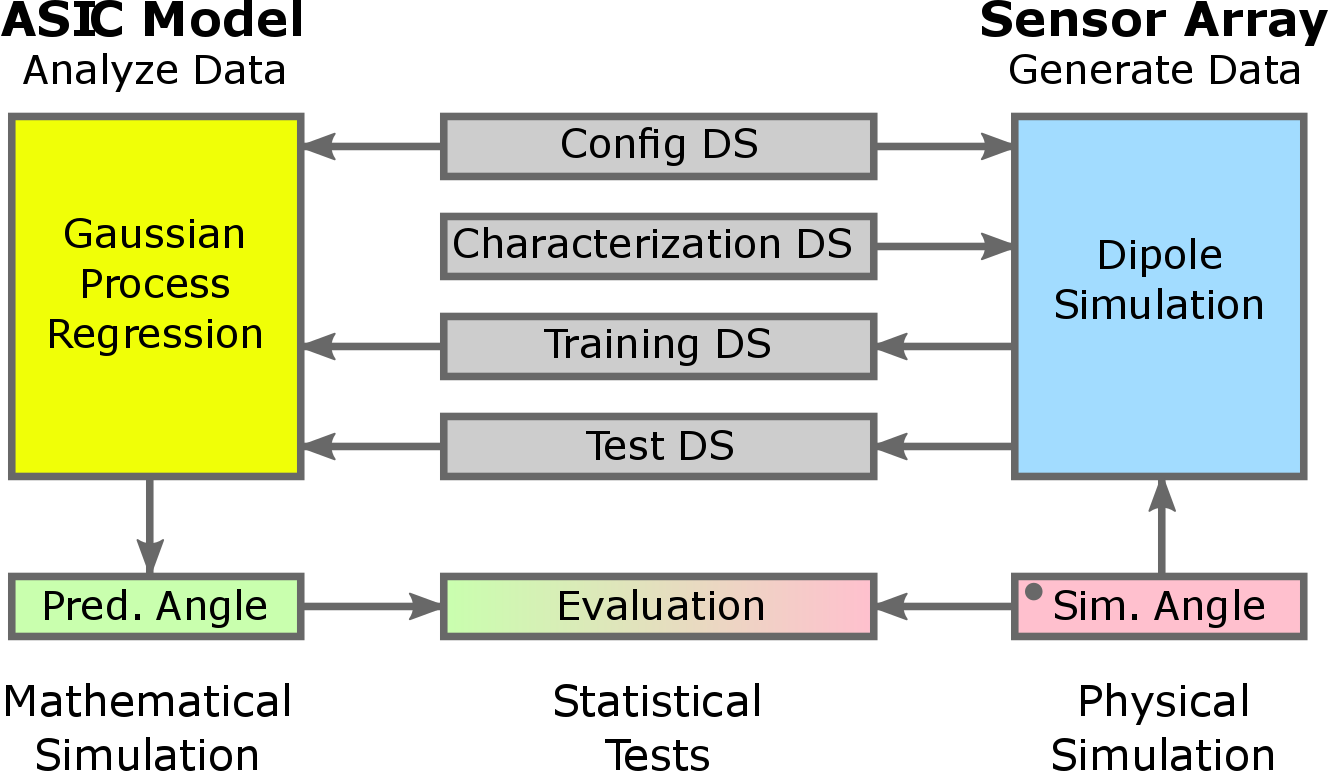 ASIC Model
Analyze Data
Sensor Array
Generate Data
Config DS
Characterization DS
Training DS
Test DS
Gaussian
Process
Regression
Dipole
Simulation
Pred. Angle
Evaluation
Sim. Angle
Mathematical
Simulation
Statistical
Tests
Physical
Simulation